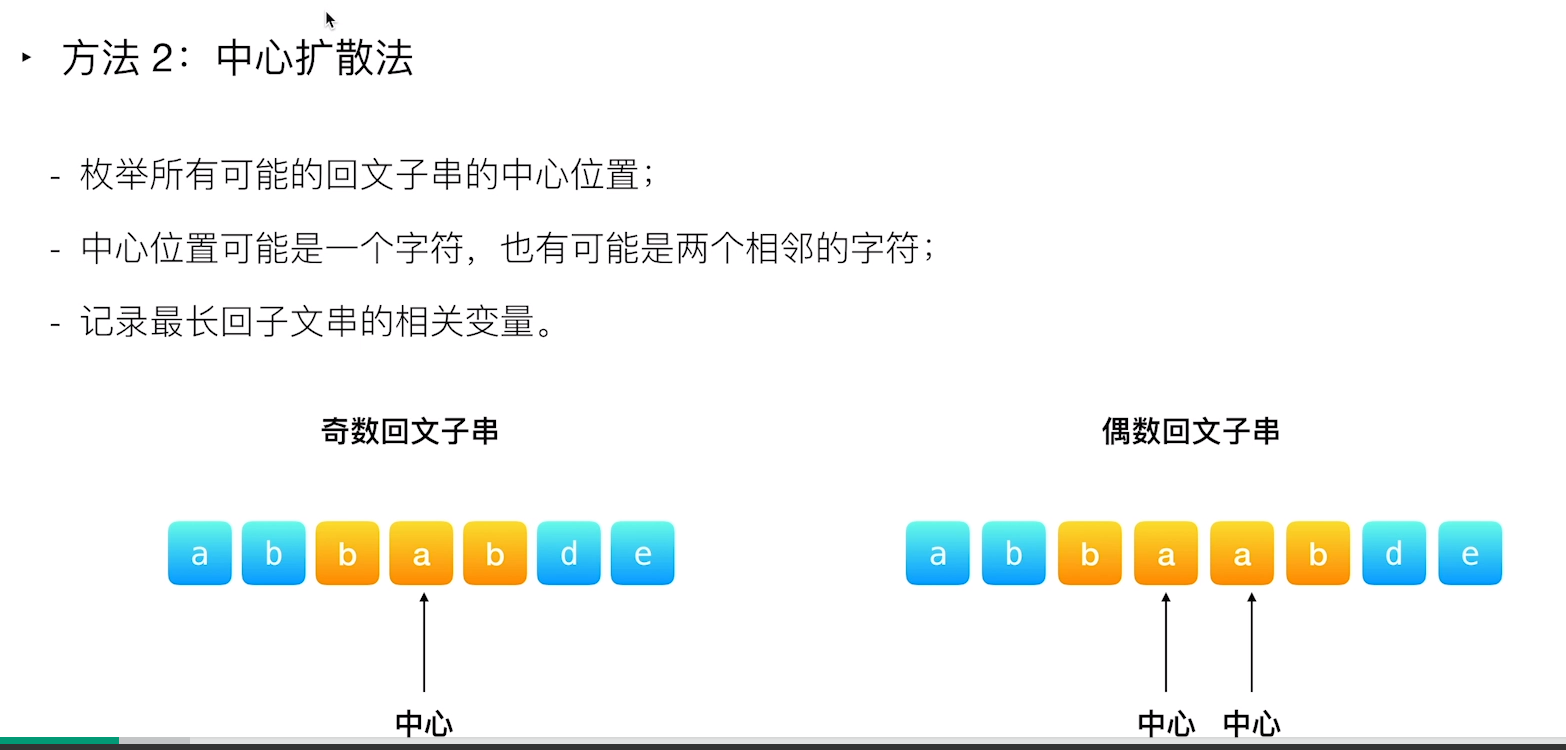 ‣ 方法 2：中心扩散法
- 枚举所有可能的回文子串的中心位置；
- 中心位置可能是一个字符，也有可能是两个相邻的字符；
- 记录最长回子文串的相关变量。
奇数回文子串
偶数回文子串
a b b a b d e
a b b a a b d e
中心
中心 中心